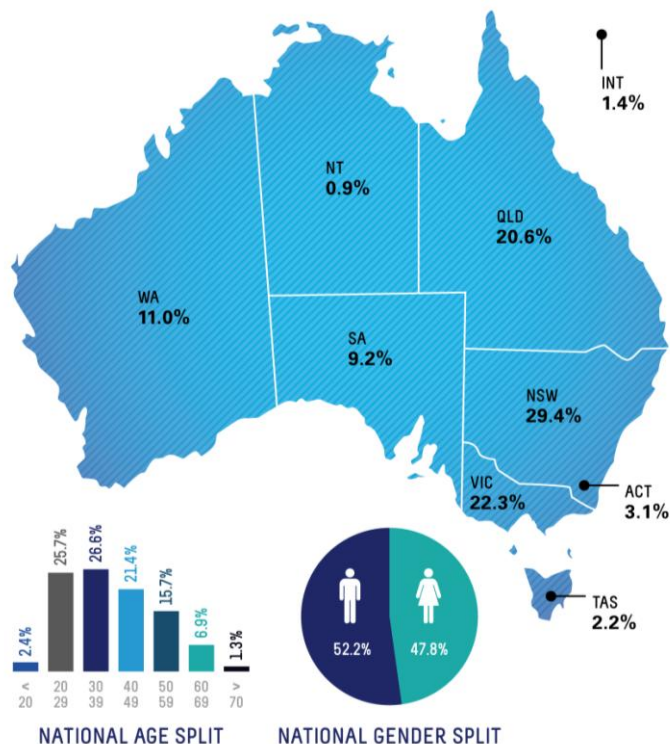 INT
1.4%
NT
0.9%
QLD
20.6%
WA
11.0%
SA
9.2%
NSW
29.4%
VIC
22.3%
ACT
3.1%
TAS
2.2%
2.4%
25.7%
26.6%
21.4%
15.7%
6.9%
1.3%
< 20 30 40 50 60 >
20 29 39 49 59 69 70
NATIONAL AGE SPLIT
52.2%
47.8%
NATIONAL GENDER SPLIT